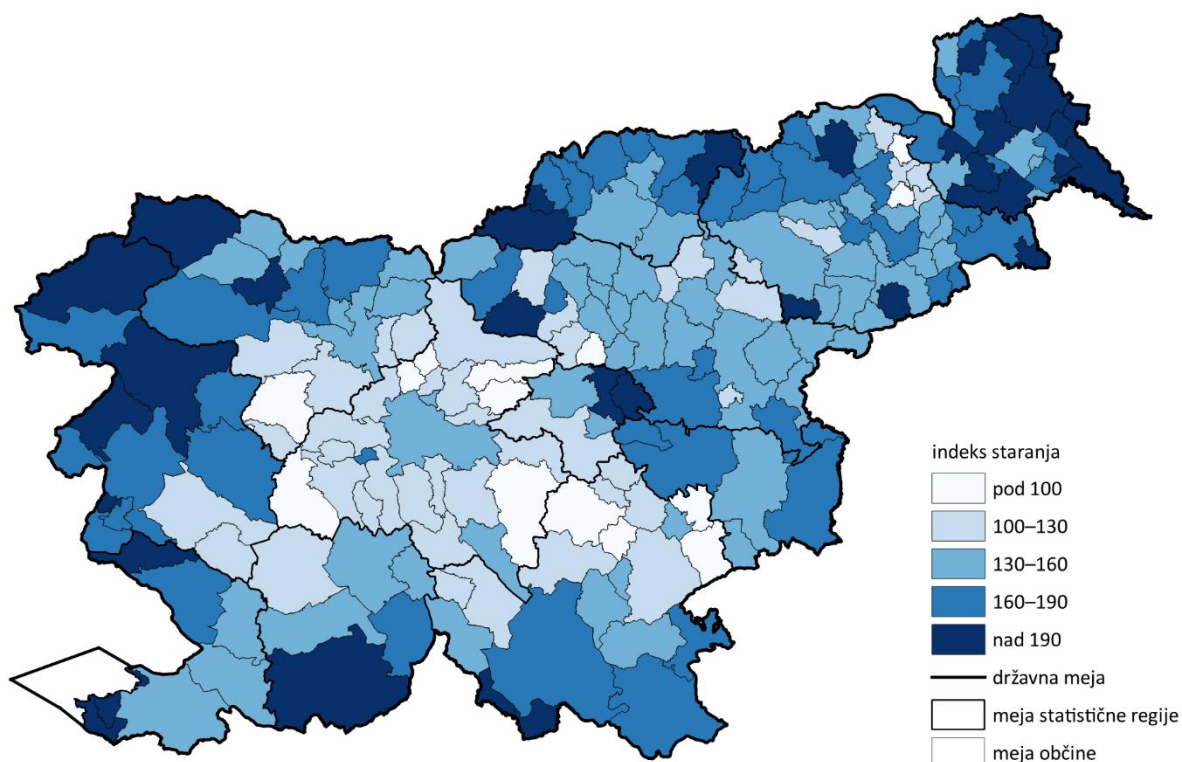 indeks staranja
pod 100
100–130
130–160
160–190
nad 190
državna meja
meja statistične regije
meja občine